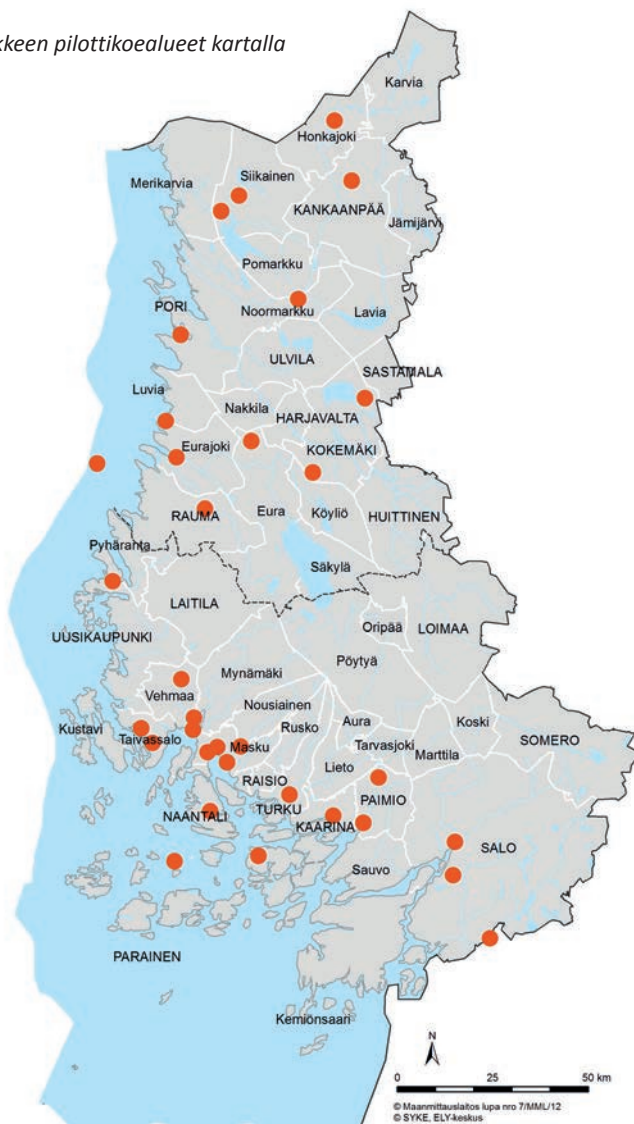 kkeen pilottikoealueet kartalla
Karvia
Honkajoki
Merikarvia
Siikainen
KANKAANPÄÄ
Jämijärvi
Pomarkku
PORI
Noormarkku
Lavia
ULVILA
SASTAMALA
Luvia
Nakkila
HARJAVALTA
Eurajoki
KOKEMÄKI
RAUMA
Eura
Köyliö
HUITTINEN
Pyhäranta
Säkylä
LAITILA
Oripää
LOIMAA
UUSIKAUPUNKI
Mynämäki
Pöytyä
Vehmaa
Nousiainen
Kustavi
Taivassalo
Rusko
Aura
Koski
SOMERO
Masku
Tarvasjoki
Marttila
RAISIO
Lieto
NAANTALI
TURKU
PAIMIO
KAARINA
SALO
Sauvo
PARAINEN
Kemiönsaari
N
0 25 50 km
© Maanmittauslaitos lupa nro 7/MML/12
© SYKE, ELY-keskus